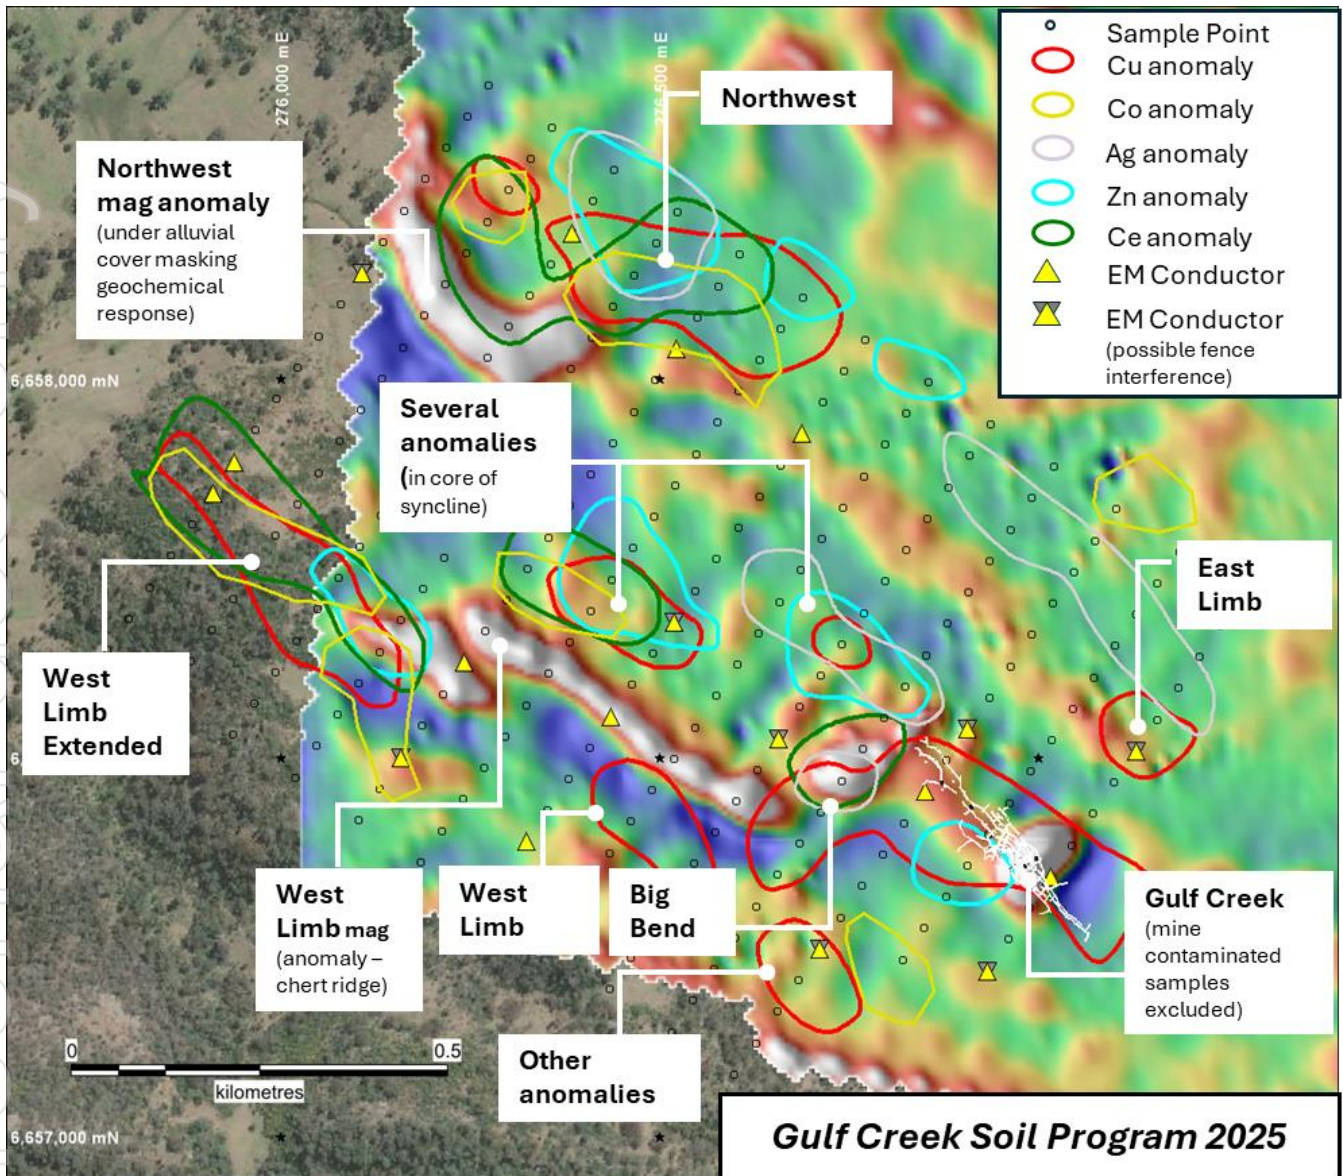 276,000 mE
276,500 mE
Northwest
Sample Point
Cu anomaly
Co anomaly
Ag anomaly
Zn anomaly
Ce anomaly
EM Conductor
EM Conductor
(possible fence
interference)
Northwest
mag anomaly
(under alluvial
cover masking
geochemical
response)
6,658,000 mN
Several
anomalies
(in core of
syncline)
East
Limb
West
Limb
Extended
6,
West
Limb mag
(anomaly –
chert ridge)
West
Limb
Big
Bend
Gulf Creek
(mine
contaminated
samples
excluded)
Other
anomalies
0
0.5
kilometres
6,657,000 mN
Gulf Creek Soil Program 2025